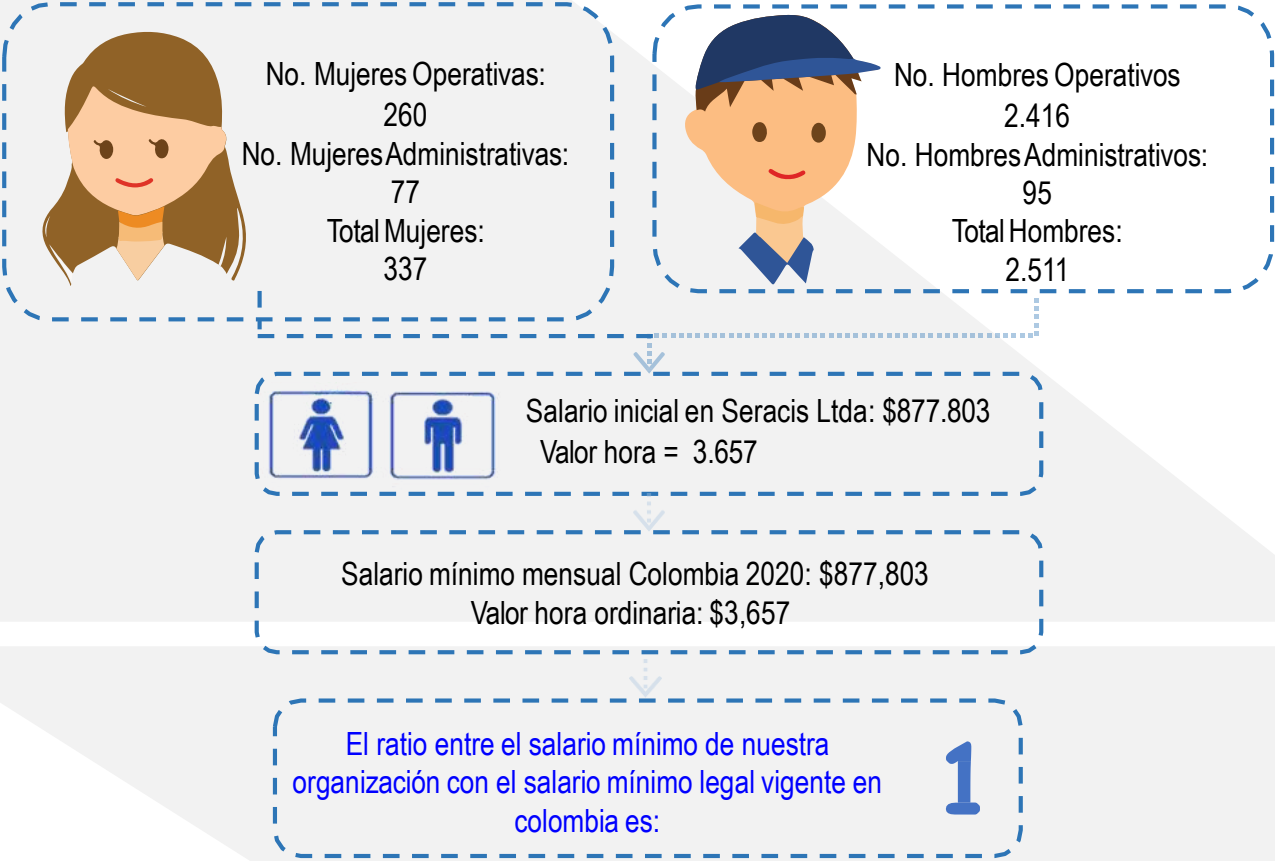 No. Mujeres Operativas:
260
No. Mujeres Administrativas:
77
Total Mujeres:
337
No. Hombres Operativos
2.416
No. Hombres Administrativos:
95
Total Hombres:
2.511
Salario inicial en Seracis Ltda: $877.803
Valor hora = 3.657
Salario mínimo mensual Colombia 2020: $877,803
Valor hora ordinaria: $3,657
El ratio entre el salario mínimo de nuestra
organización con el salario mínimo legal vigente en
colombia es:
1